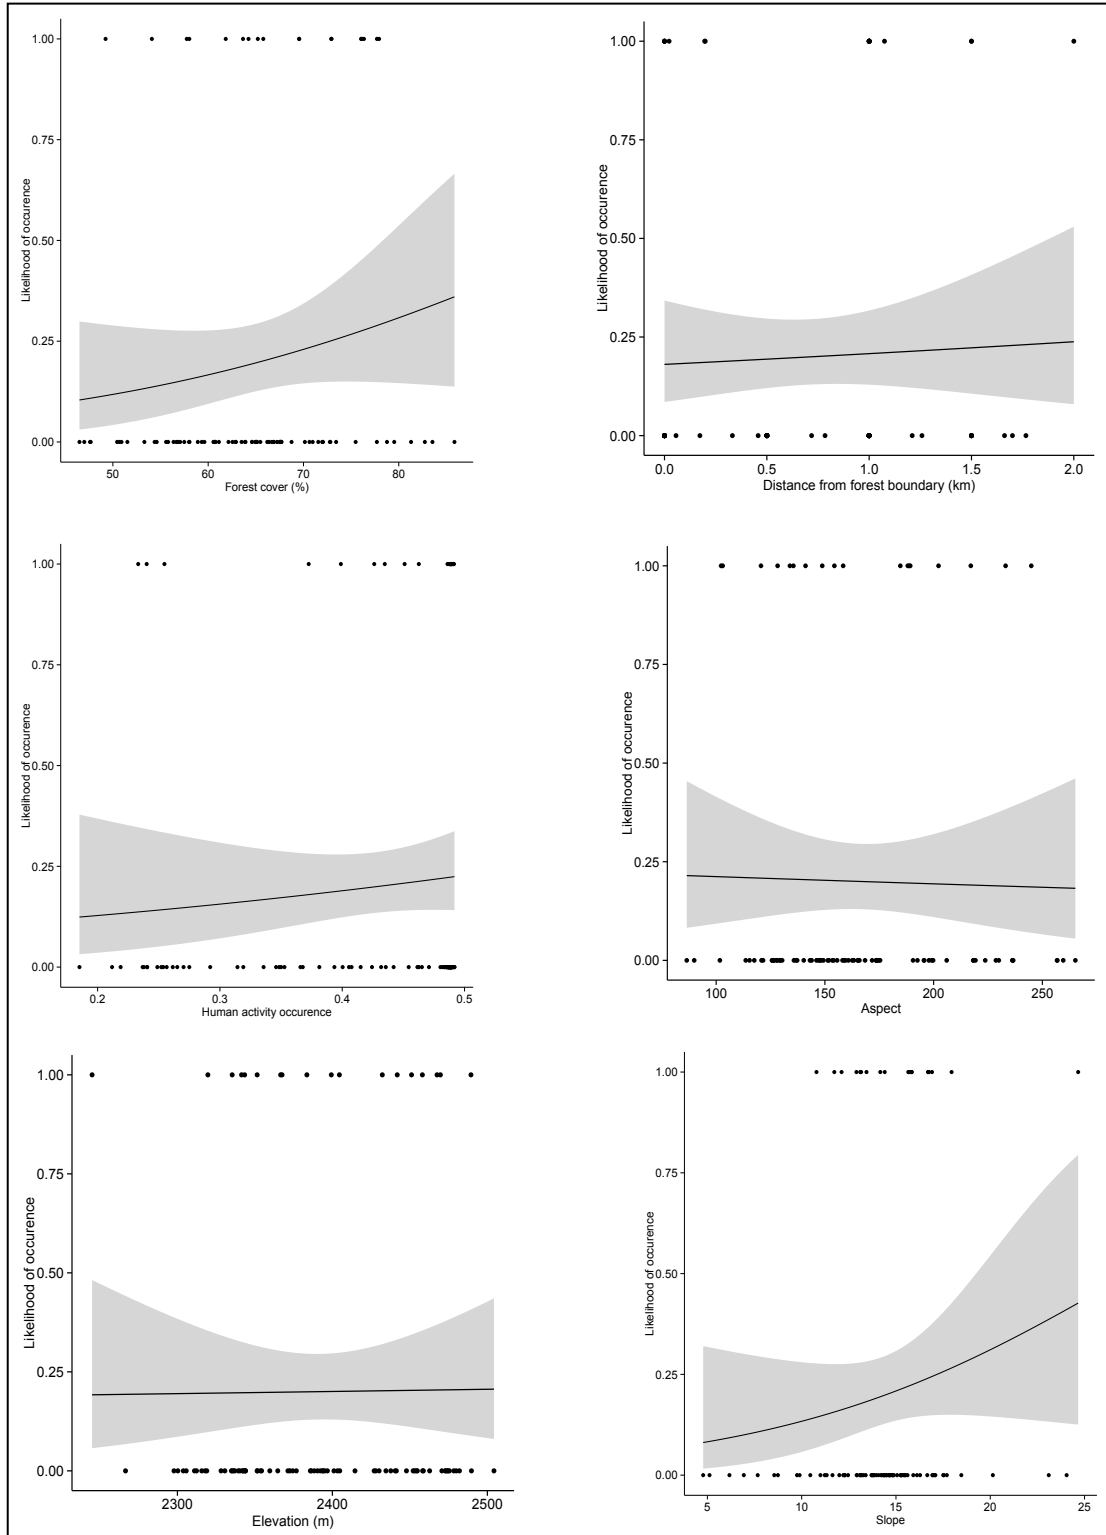 1.00
0.75
0.50
0.25
0.00
Likelihood of occurence
50 60 70 80
Forest cover (%)
1.00
0.75
0.50
0.25
0.00
Likelihood of occurence
0.0 0.5 1.0 1.5 2.0
Distance from forest boundary (km)
1.00
0.75
0.50
0.25
0.00
Likelihood of occurence
0.2 0.3 0.4 0.5
Human activity occurence
1.00
0.75
0.50
0.25
0.00
Likelihood of occurence
100 150 200 250
Aspect
1.00
0.75
0.50
0.25
0.00
Likelihood of occurence
2300 2400 2500
Elevation (m)
1.00
0.75
0.50
0.25
0.00
Likelihood of occurence
5 10 15 20 25
Slope